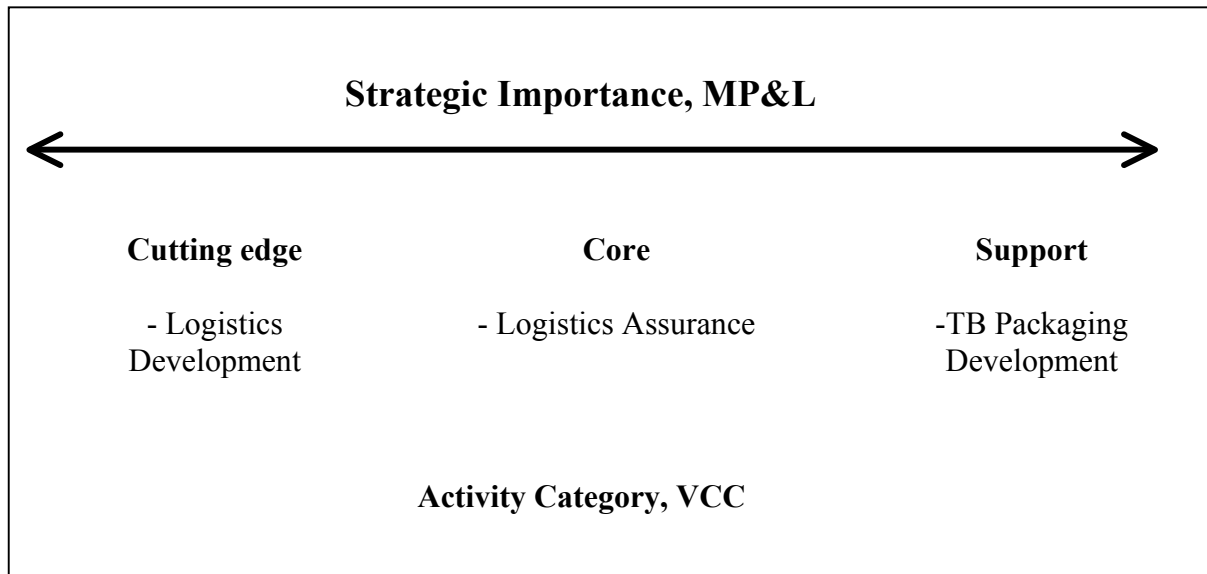 Strategic Importance, MP&L
Cutting edge
Core
Support
- Logistics
Development
- Logistics Assurance
-TB Packaging
Development
Activity Category, VCC